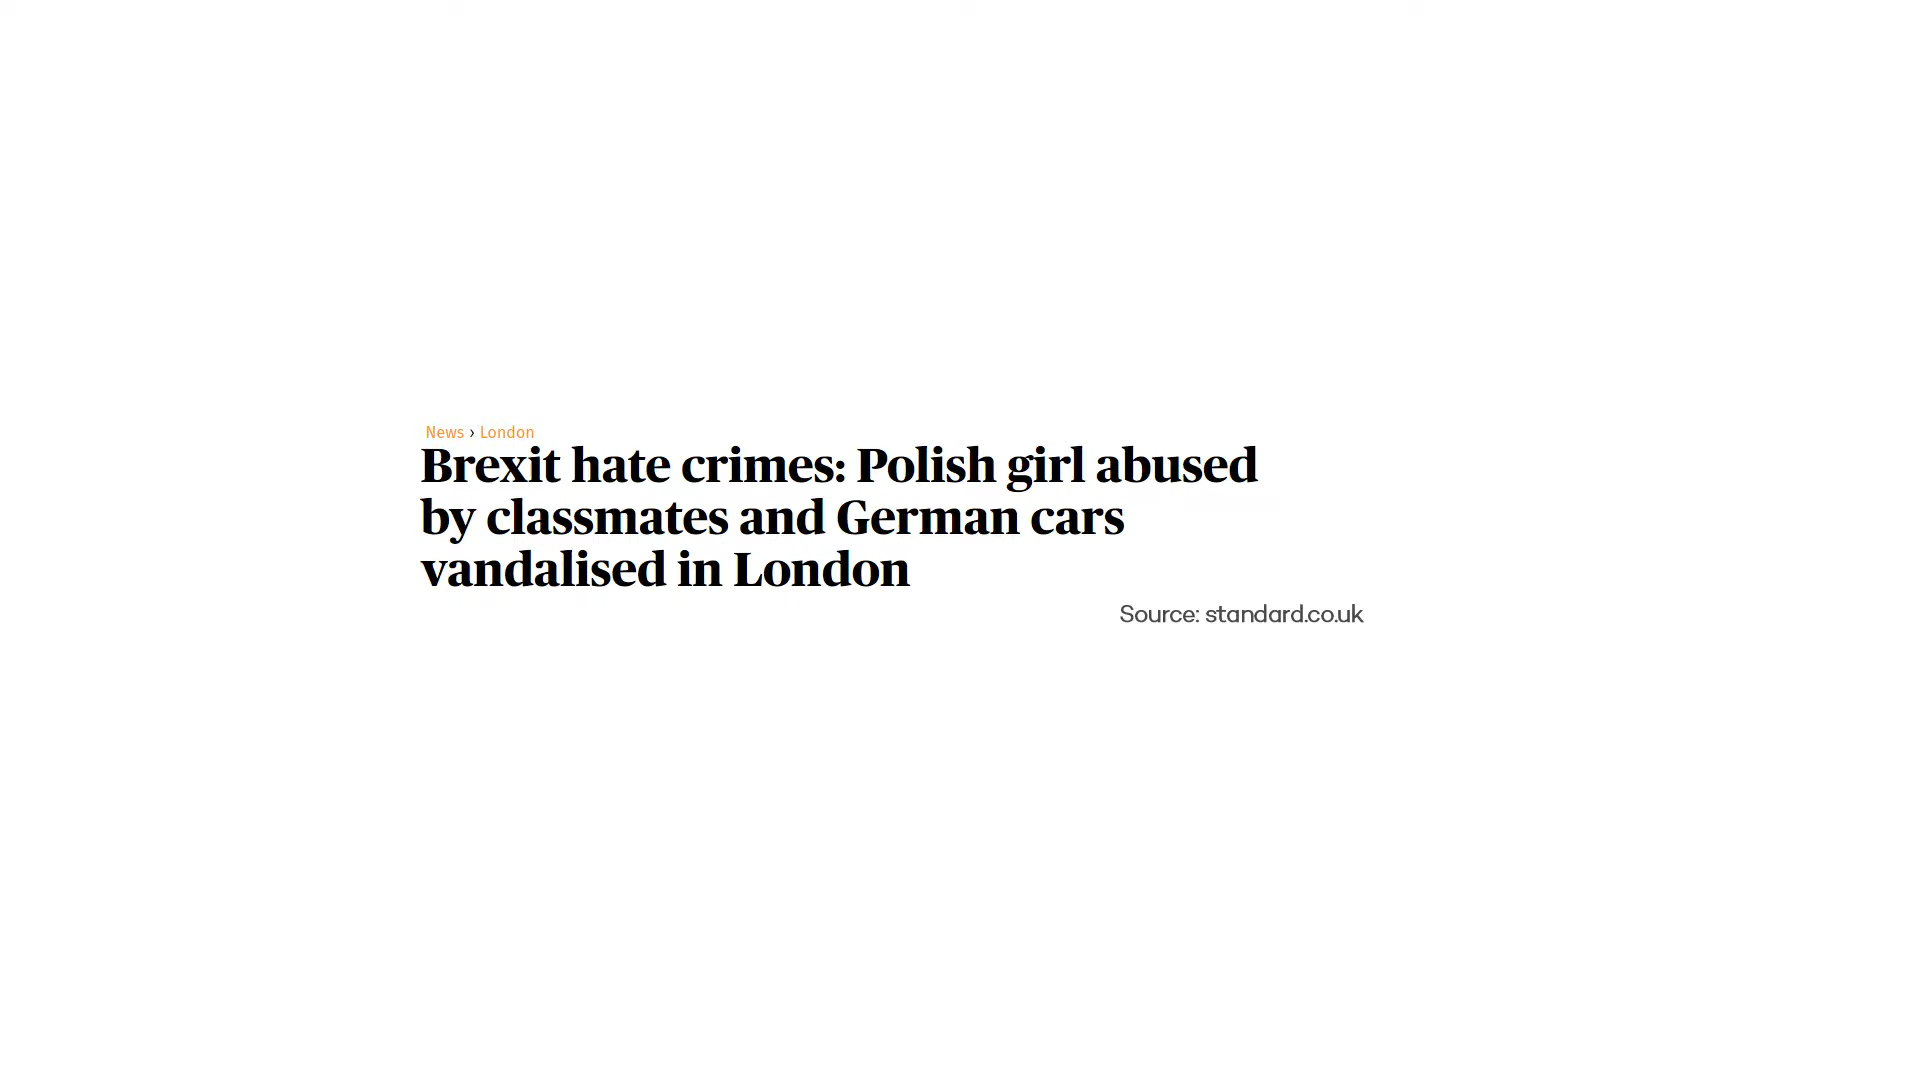 News › London
Brexit hate crimes: Polish girl abused
by classmates and German cars
vandalised in London
Source: standard.co.uk